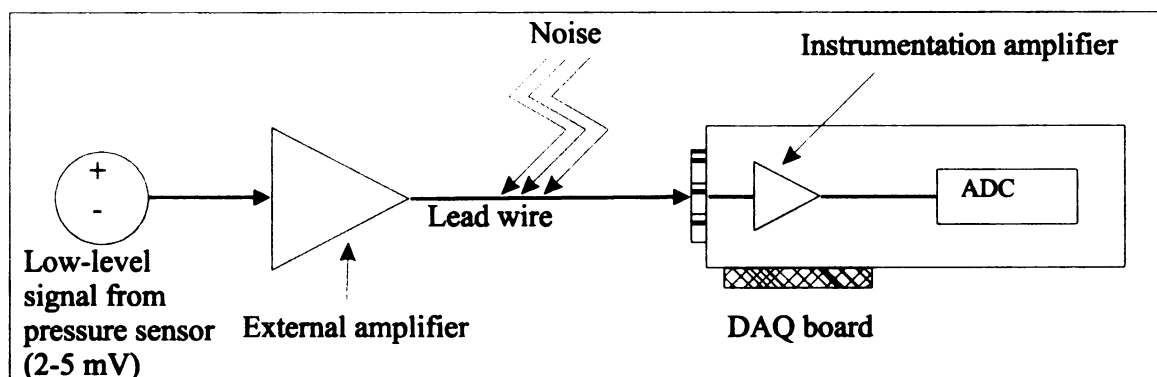 Noise
Instrumentation amplifier
+
-
ADC
Lead wire
Low-level
signal from
pressure sensor
(2-5 mV)
External amplifier
DAQ board